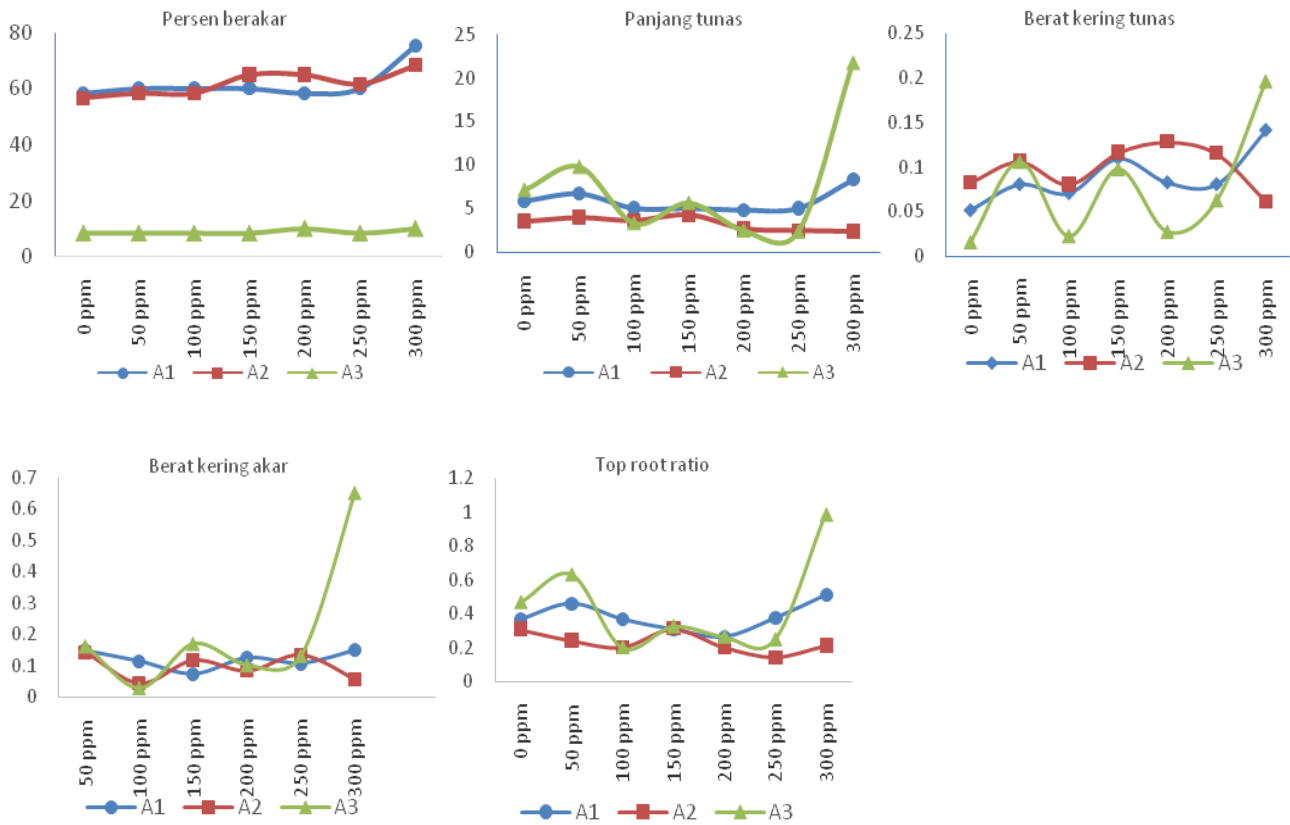 Persen berakar
80
60
40
20
0
0 ppm
50 ppm
100 ppm
150 ppm
200 ppm
250 ppm
300 ppm
A1 A2 A3
Panjang tunas
25
20
15
10
5
0
0 ppm
50 ppm
100 ppm
150 ppm
200 ppm
250 ppm
300 ppm
A1 A2 A3
Berat kering tunas
0.25
0.2
0.15
0.1
0.05
0
0 ppm
50 ppm
100 ppm
150 ppm
200 ppm
250 ppm
300 ppm
A1 A2 A3
Berat kering akar
0.7
0.6
0.5
0.4
0.3
0.2
0.1
0
50 ppm
100 ppm
150 ppm
200 ppm
250 ppm
300 ppm
A1 A2 A3
Top root ratio
1.2
1
0.8
0.6
0.4
0.2
0
0 ppm
50 ppm
100 ppm
150 ppm
200 ppm
250 ppm
300 ppm
A1 A2 A3